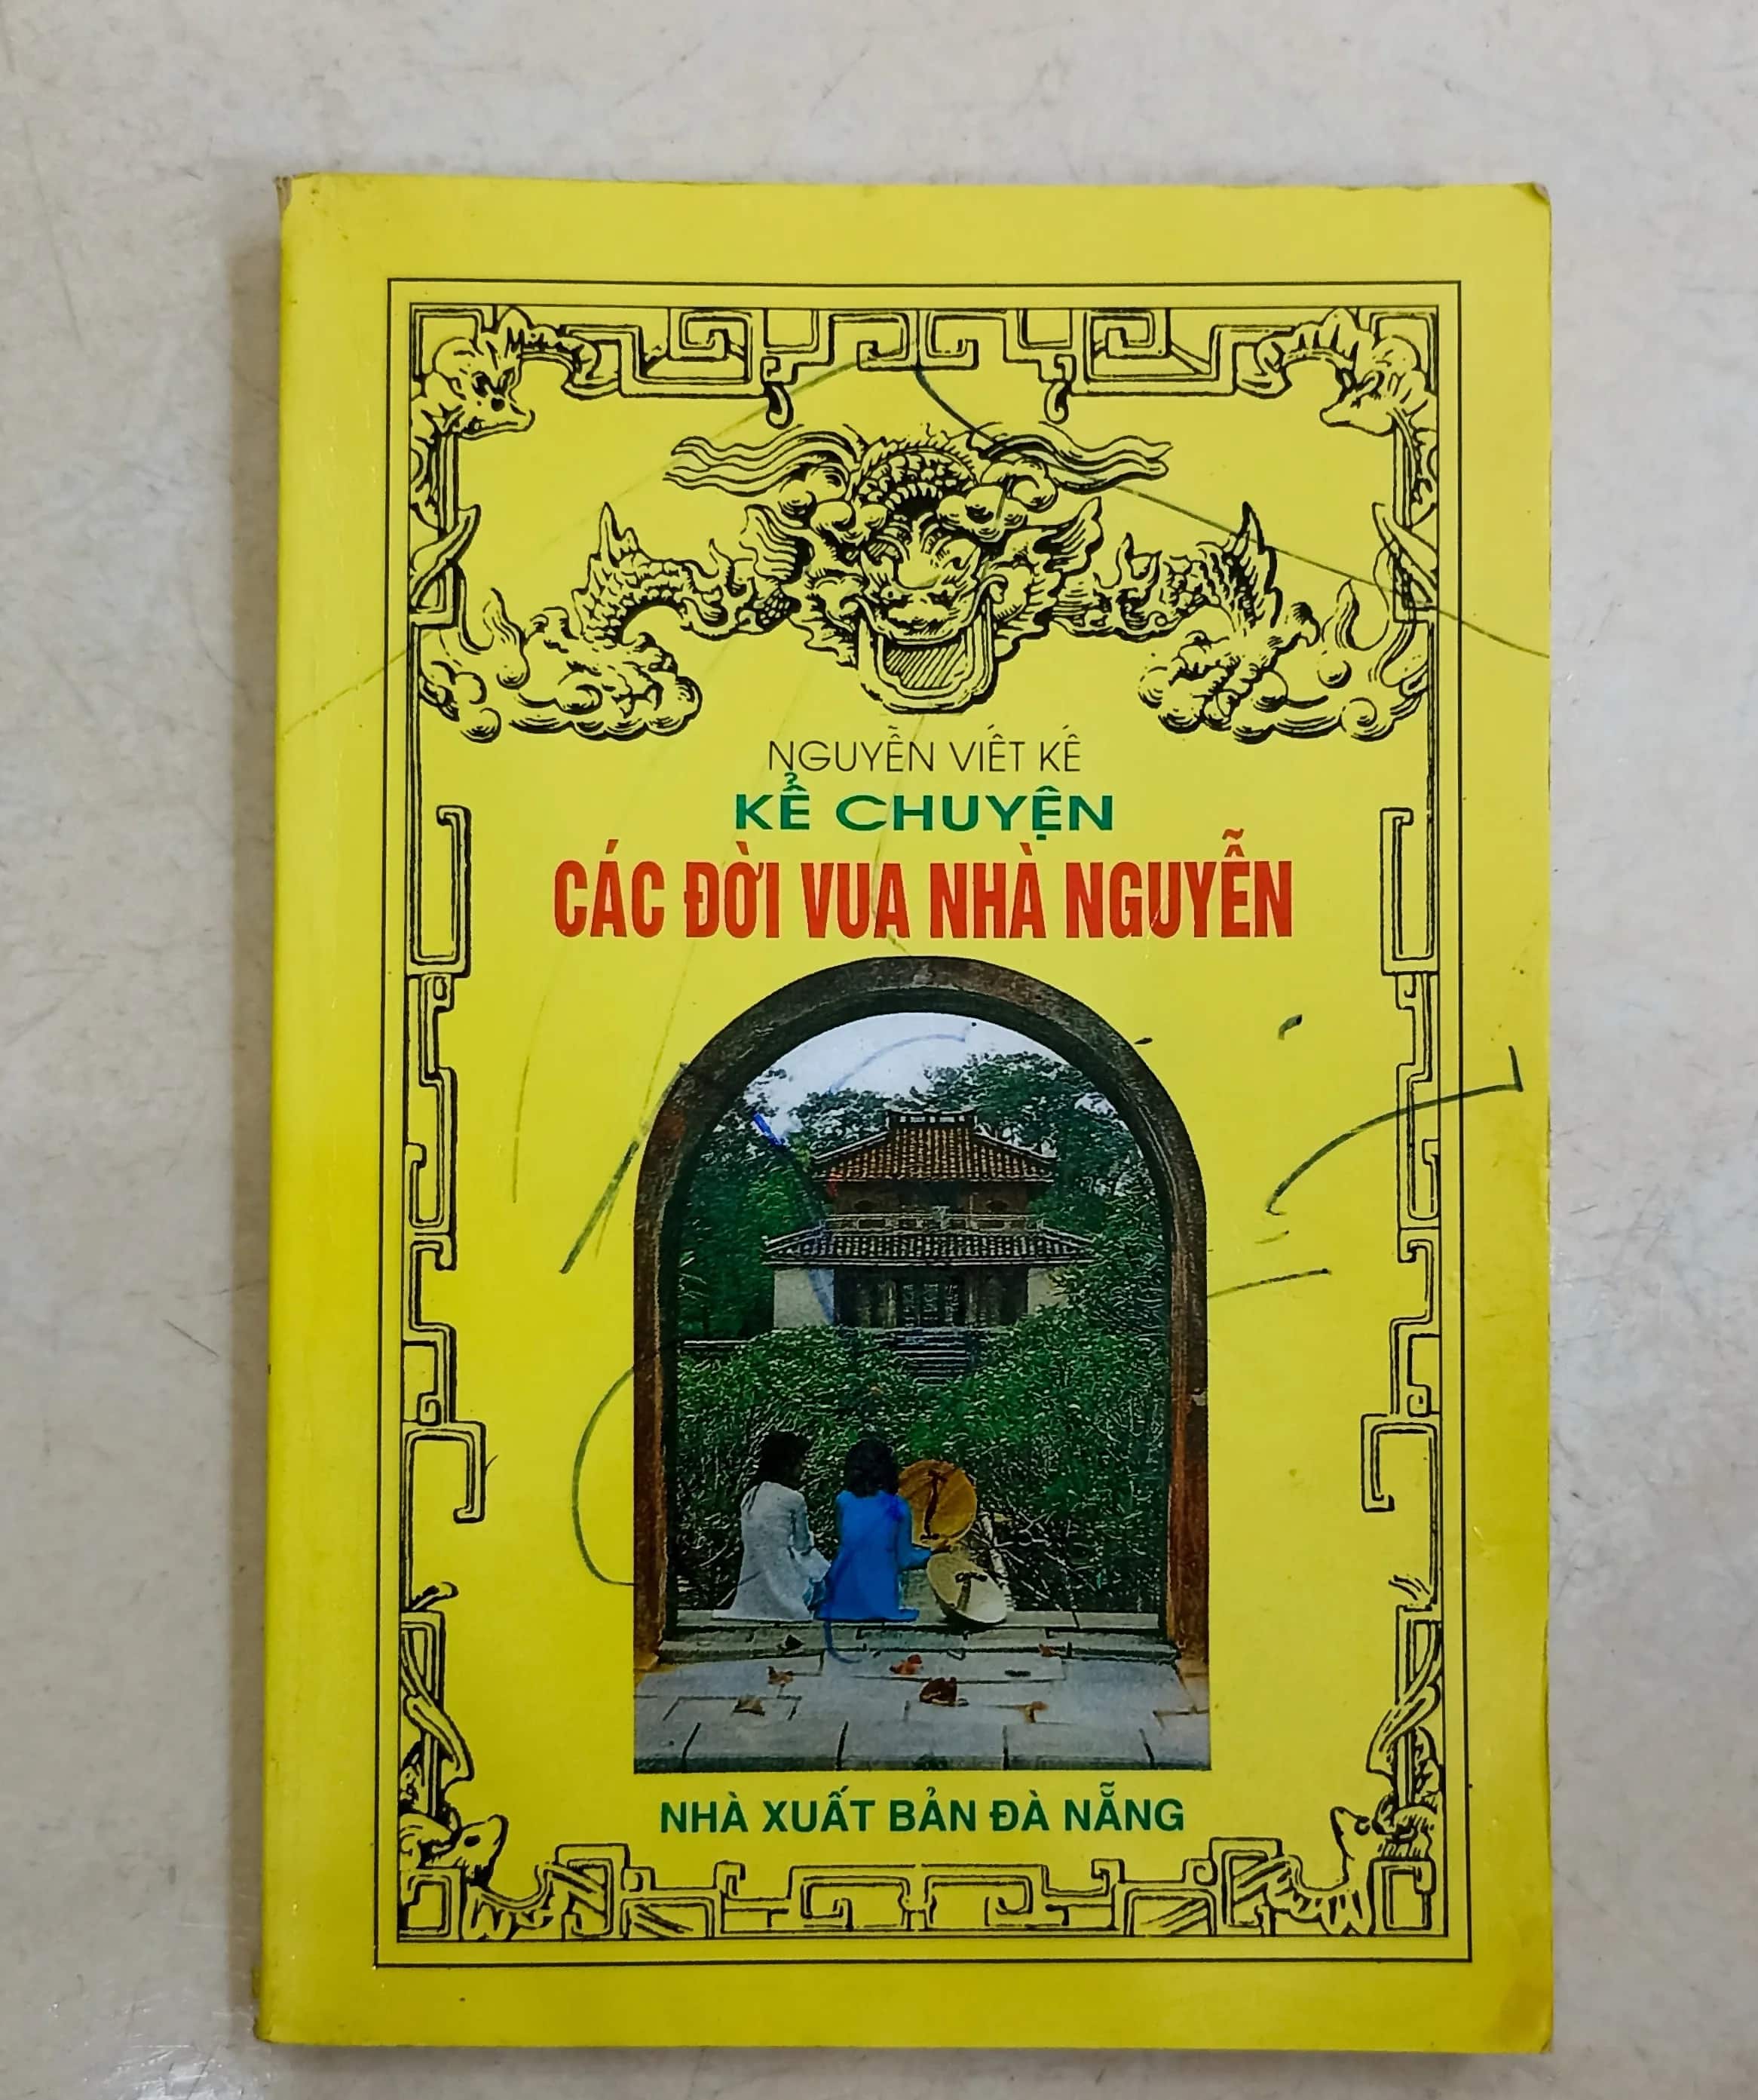 NGUYỄN VIẾT KẾ
KỂ CHUYỆN
CÁC ĐỜI VUA NHÀ NGUYỄN
NHÀ XUẤT BẢN ĐÀ NẴNG